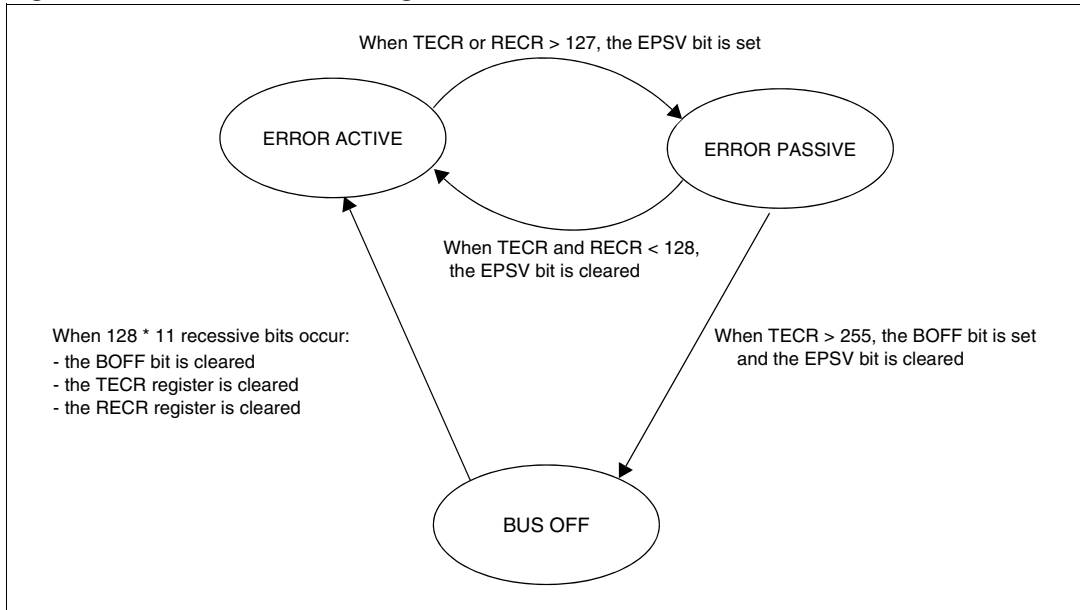 When TECR or RECR > 127, the EPSV bit is set
ERROR ACTIVE
ERROR PASSIVE
When TECR and RECR < 128,
the EPSV bit is cleared
When 128 * 11 recessive bits occur:
- the BOFF bit is cleared
- the TECR register is cleared
- the RECR register is cleared
When TECR > 255, the BOFF bit is set
and the EPSV bit is cleared
BUS OFF